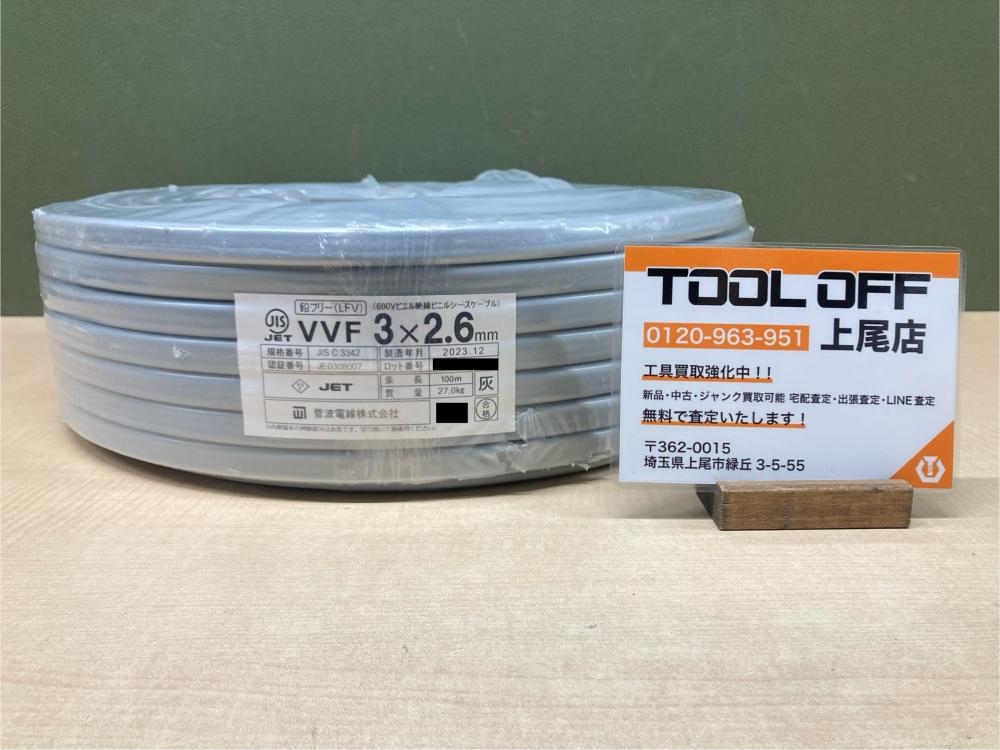 鉛フリー(LFV) (600Vビニル絶縁ビニルシースケーブル)
JIS
JET
VVF 3×2.6mm
規格番号 JIS C 3342 製造年月 2023.12
認証番号 JE0308007 ロット番号
JET 条長 100m 灰
質量 27.0kg
菅波電線株式会社 合格
TOOL OFF
0120-963-951 上尾店
工具買取強化中!!
新品・中古・ジャンク買取可能 宅配査定・出張査定・LINE査定
無料で査定いたします!
〒362-0015
埼玉県上尾市緑丘 3-5-55